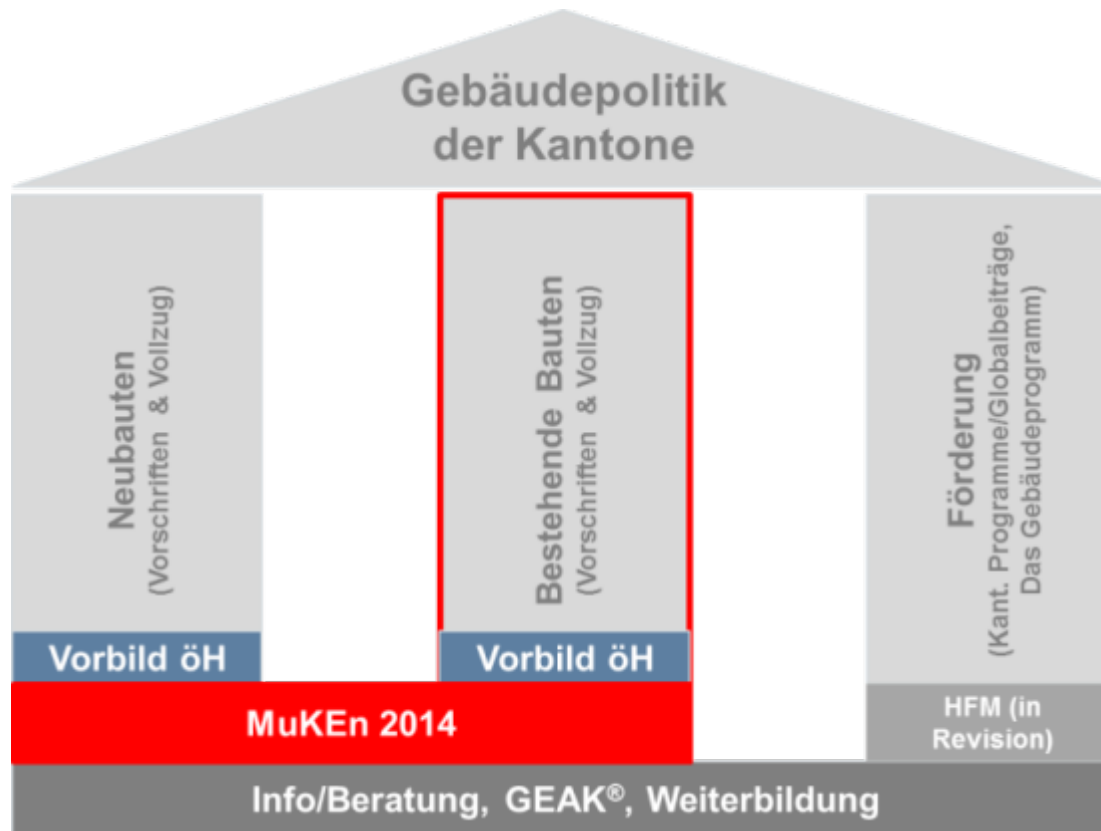 Gebäudepolitik
der Kantone
Neubauten
(Vorschriften & Vollzug)
Bestehende Bauten
(Vorschriften & Vollzug)
Förderung
(Kant. Programme/Globalbeiträge,
Das Gebäudeprogramm)
Vorbild öH
Vorbild öH
MuKEn 2014
HFM (in
Revision)
Info/Beratung, GEAK®, Weiterbildung